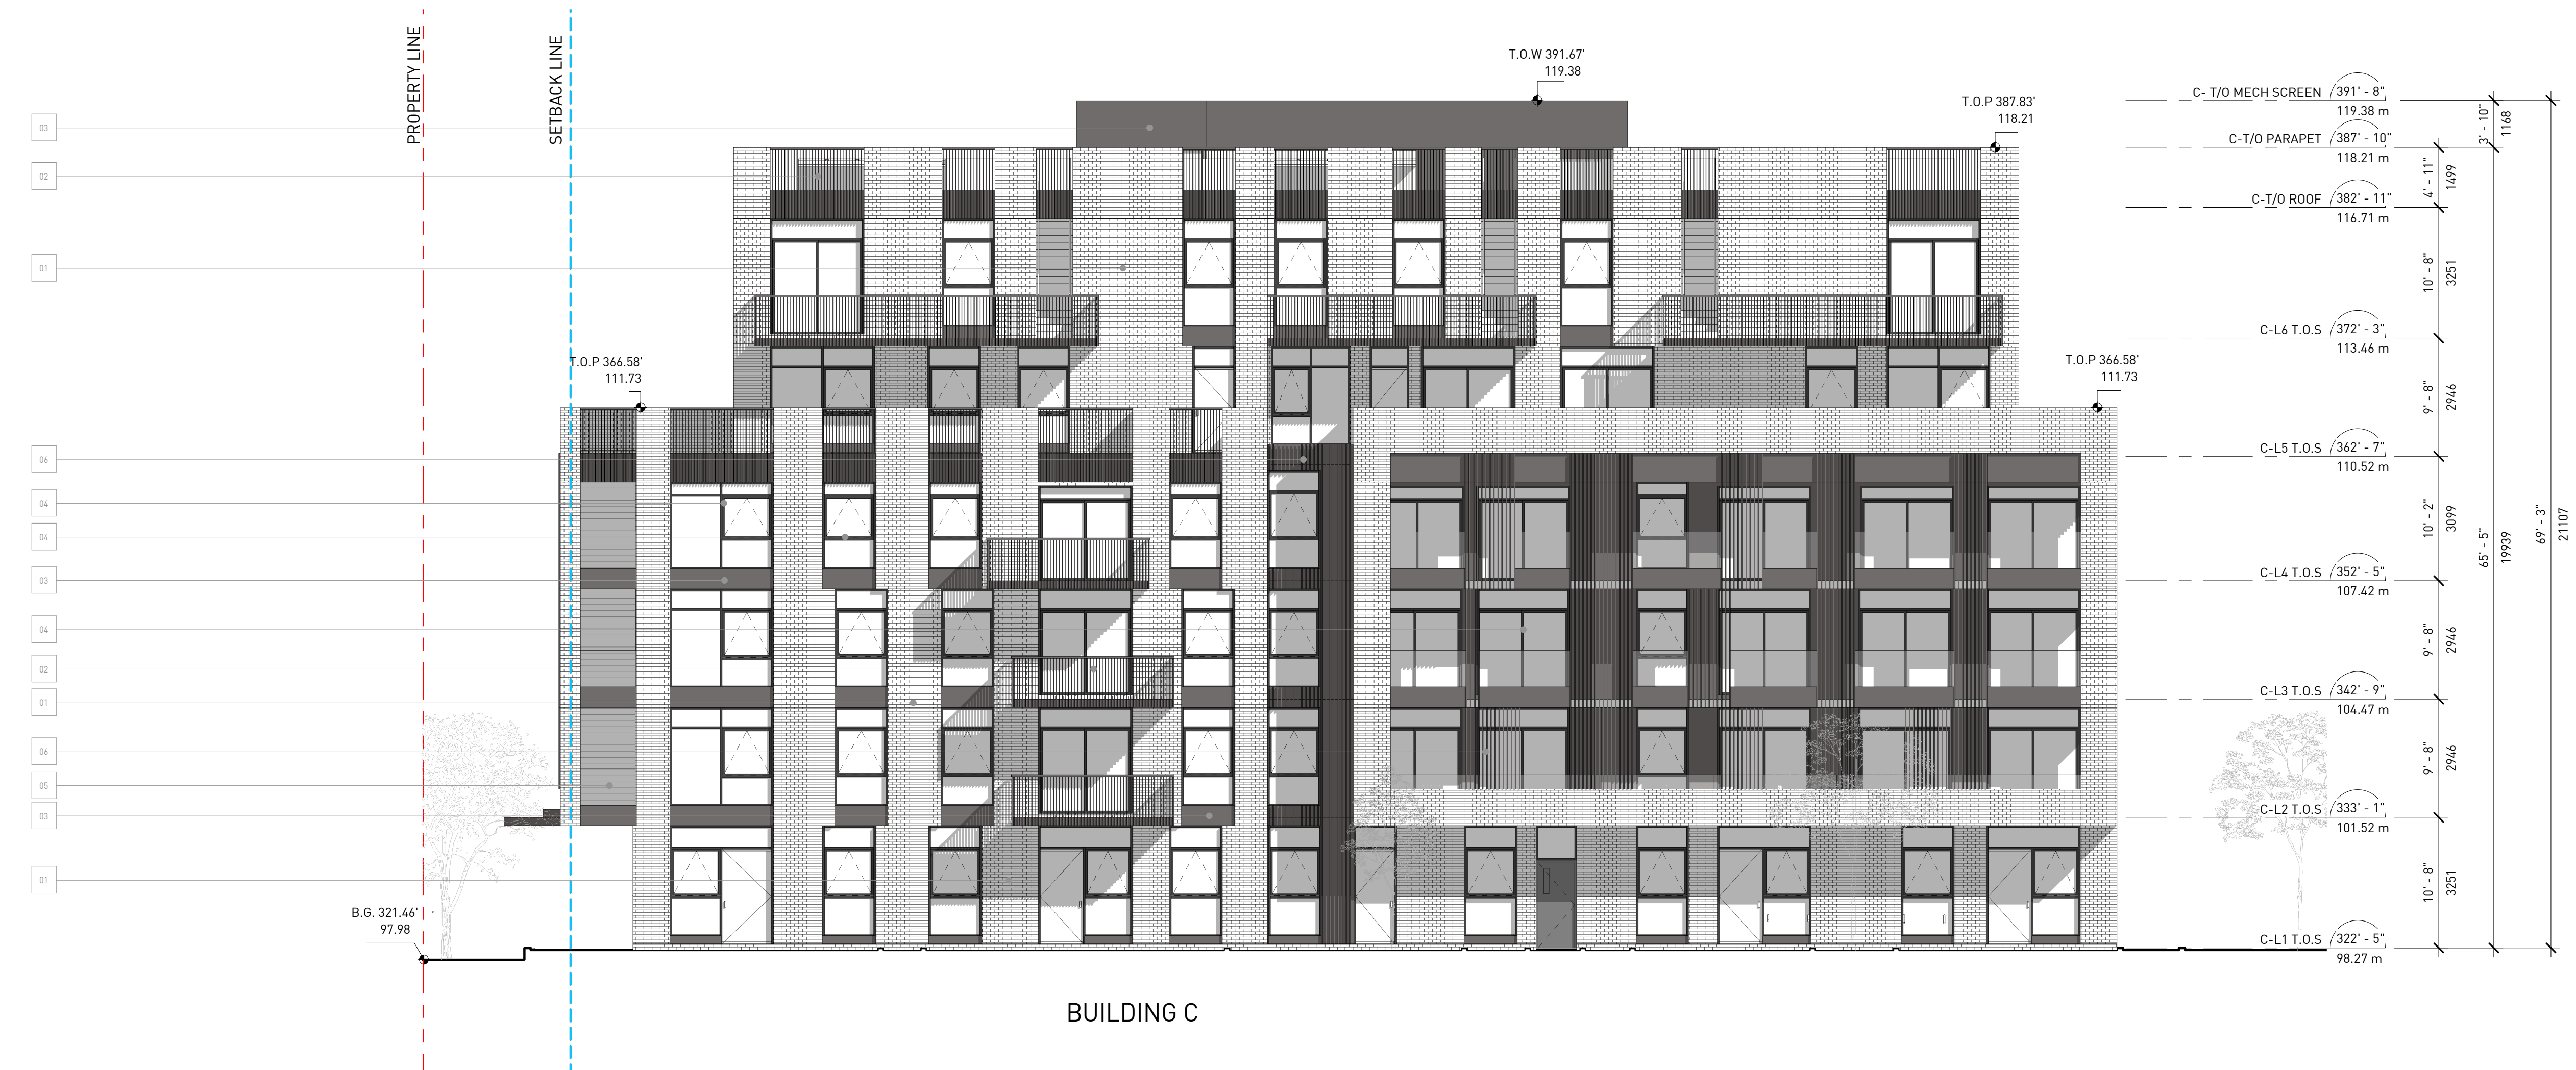 PROPERTY LINE
SETBACK LINE
T.O.W 391.67'
119.38
T.O.P 387.83'
118.21
T.O.P 366.58'
111.73
T.O.P 366.58'
111.73
B.G. 321.46'
97.98
03
02
01
06
04
04
03
04
02
01
06
05
03
01
C- T/O MECH SCREEN 391' - 8"
119.38 m
C-T/O PARAPET 387' - 10"
118.21 m
C-T/O ROOF 382' - 11"
116.71 m
C-L6 T.O.S 372' - 3"
113.46 m
C-L5 T.O.S 362' - 7"
110.52 m
C-L4 T.O.S 352' - 5"
107.42 m
C-L3 T.O.S 342' - 9"
104.47 m
C-L2 T.O.S 333' - 1"
101.52 m
C-L1 T.O.S 322' - 5"
98.27 m
3' - 10"
1168
4' - 11"
1499
10' - 8"
3251
9' - 8"
2946
10' - 2"
3099
9' - 8"
2946
9' - 8"
2946
10' - 8"
3251
65' - 5"
19939
69' - 3"
21107
BUILDING C